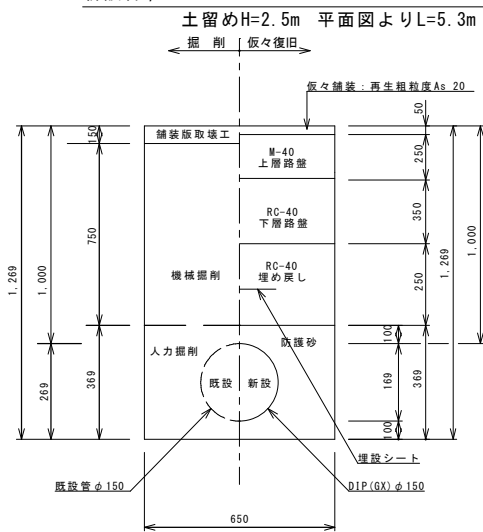 土留めH=2.5m 平面図よりL=5.3m
掘 削 仮々復旧
仮々舗装：再生粗粒度As 20
舗装版取壊工
M-40
上層路盤
RC-40
下層路盤
RC-40
埋め戻し
機械掘削
人力掘削
防護砂
既設 新設
埋設シート
既設管φ150
DIP(GX)φ150
650
1,269
1,000
269
150
750
369
50
250
350
250
100
169
100
369
1,269
1,000